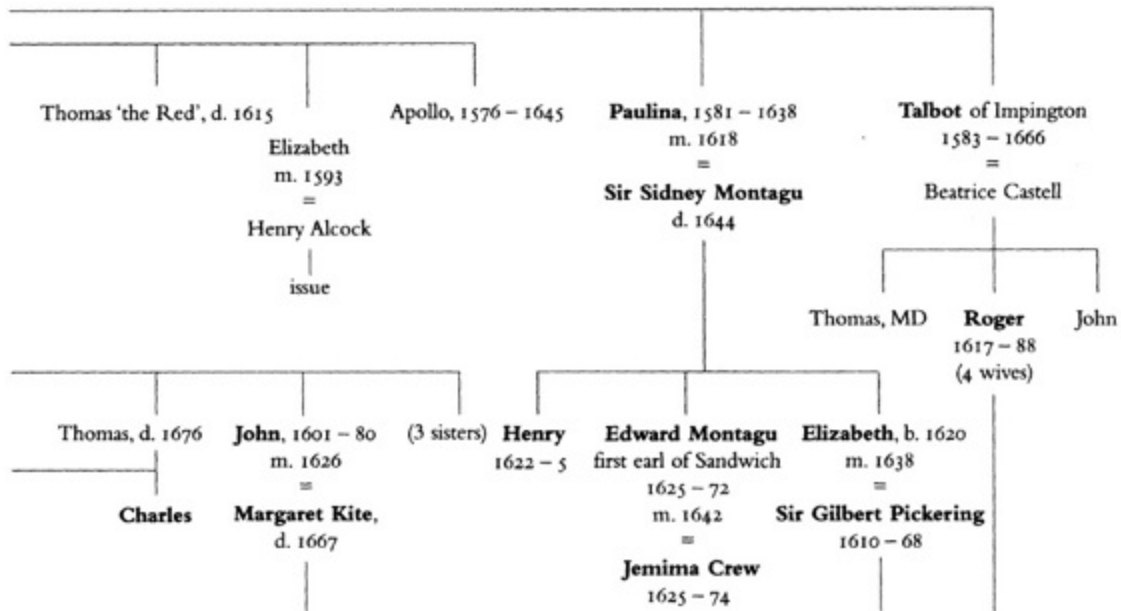 Thomas ‘the Red’, d. 1615
Elizabeth
m. 1593
=
Henry Alcock
issue
Apollo, 1576 – 1645
Paulina, 1581 – 1638
m. 1618
=
Sir Sidney Montagu
d. 1644
Talbot of Impington
1583 – 1666
=
Beatrice Castell
Thomas, MD
Roger
1617 – 88
(4 wives)
John
Thomas, d. 1676
Charles
John, 1601 – 80
m. 1626
=
Margaret Kite,
d. 1667
(3 sisters)
Henry
1622 – 5
Edward Montagu
first earl of Sandwich
1625 – 72
m. 1642
=
Jemima Crew
1625 – 74
Elizabeth, b. 1620
m. 1638
=
Sir Gilbert Pickering
1610 – 68